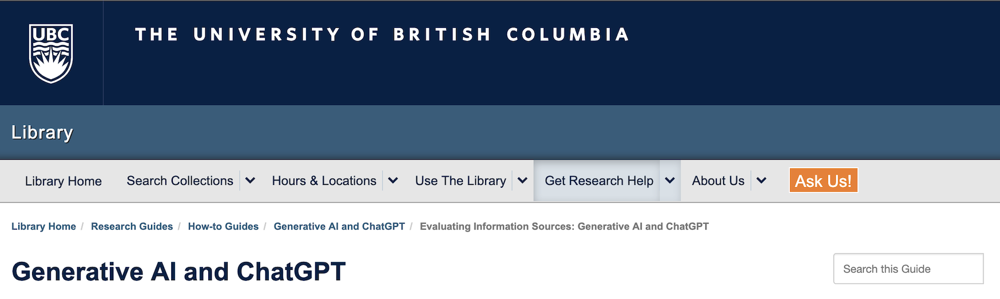 UBC
THE UNIVERSITY OF BRITISH COLUMBIA
Library
Library Home Search Collections Hours & Locations Use The Library Get Research Help About Us Ask Us!
Library Home / Research Guides / How-to Guides / Generative AI and ChatGPT / Evaluating Information Sources: Generative AI and ChatGPT
Generative AI and ChatGPT
Search this Guide